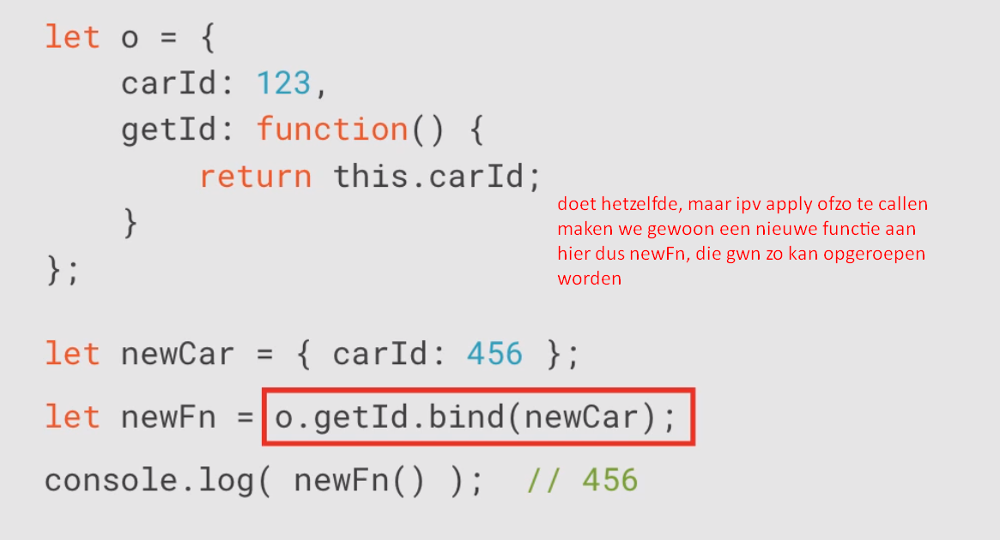 let o = {
carId: 123,
getId: function() {
return this.carId;
}
};
doet hetzelfde, maar ipv apply ofzo te callen
maken we gewoon een nieuwe functie aan
hier dus newFn, die gwn zo kan opgeroepen
worden
let newCar = { carId: 456 };
let newFn = o.getId.bind(newCar);
console.log( newFn() ); // 456